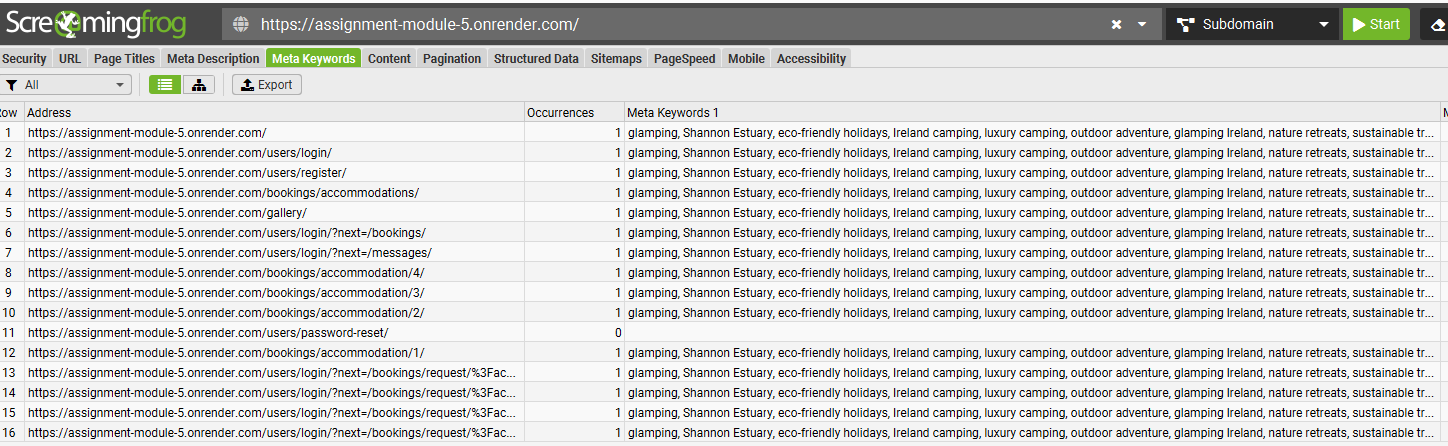 Screamingfrog https://assignment-module-5.onrender.com/ Subdomain Start
Security URL Page Titles Meta Description Meta Keywords Content Pagination Structured Data Sitemaps PageSpeed Mobile Accessibility
All Export
Row Address Occurrences Meta Keywords 1 M
1 https://assignment-module-5.onrender.com/ 1 glamping, Shannon Estuary, eco-friendly holidays, Ireland camping, luxury camping, outdoor adventure, glamping Ireland, nature retreats, sustainable tr...
2 https://assignment-module-5.onrender.com/users/login/ 1 glamping, Shannon Estuary, eco-friendly holidays, Ireland camping, luxury camping, outdoor adventure, glamping Ireland, nature retreats, sustainable tr...
3 https://assignment-module-5.onrender.com/users/register/ 1 glamping, Shannon Estuary, eco-friendly holidays, Ireland camping, luxury camping, outdoor adventure, glamping Ireland, nature retreats, sustainable tr...
4 https://assignment-module-5.onrender.com/bookings/accommodations/ 1 glamping, Shannon Estuary, eco-friendly holidays, Ireland camping, luxury camping, outdoor adventure, glamping Ireland, nature retreats, sustainable tr...
5 https://assignment-module-5.onrender.com/gallery/ 1 glamping, Shannon Estuary, eco-friendly holidays, Ireland camping, luxury camping, outdoor adventure, glamping Ireland, nature retreats, sustainable tr...
6 https://assignment-module-5.onrender.com/users/login/?next=/bookings/ 1 glamping, Shannon Estuary, eco-friendly holidays, Ireland camping, luxury camping, outdoor adventure, glamping Ireland, nature retreats, sustainable tr...
7 https://assignment-module-5.onrender.com/users/login/?next=/messages/ 1 glamping, Shannon Estuary, eco-friendly holidays, Ireland camping, luxury camping, outdoor adventure, glamping Ireland, nature retreats, sustainable tr...
8 https://assignment-module-5.onrender.com/bookings/accommodation/4/ 1 glamping, Shannon Estuary, eco-friendly holidays, Ireland camping, luxury camping, outdoor adventure, glamping Ireland, nature retreats, sustainable tr...
9 https://assignment-module-5.onrender.com/bookings/accommodation/3/ 1 glamping, Shannon Estuary, eco-friendly holidays, Ireland camping, luxury camping, outdoor adventure, glamping Ireland, nature retreats, sustainable tr...
10 https://assignment-module-5.onrender.com/bookings/accommodation/2/ 1 glamping, Shannon Estuary, eco-friendly holidays, Ireland camping, luxury camping, outdoor adventure, glamping Ireland, nature retreats, sustainable tr...
11 https://assignment-module-5.onrender.com/users/password-reset/ 0
12 https://assignment-module-5.onrender.com/bookings/accommodation/1/ 1 glamping, Shannon Estuary, eco-friendly holidays, Ireland camping, luxury camping, outdoor adventure, glamping Ireland, nature retreats, sustainable tr...
13 https://assignment-module-5.onrender.com/users/login/?next=/bookings/request/%3Fac... 1 glamping, Shannon Estuary, eco-friendly holidays, Ireland camping, luxury camping, outdoor adventure, glamping Ireland, nature retreats, sustainable tr...
14 https://assignment-module-5.onrender.com/users/login/?next=/bookings/request/%3Fac... 1 glamping, Shannon Estuary, eco-friendly holidays, Ireland camping, luxury camping, outdoor adventure, glamping Ireland, nature retreats, sustainable tr...
15 https://assignment-module-5.onrender.com/users/login/?next=/bookings/request/%3Fac... 1 glamping, Shannon Estuary, eco-friendly holidays, Ireland camping, luxury camping, outdoor adventure, glamping Ireland, nature retreats, sustainable tr...
16 https://assignment-module-5.onrender.com/users/login/?next=/bookings/request/%3Fac... 1 glamping, Shannon Estuary, eco-friendly holidays, Ireland camping, luxury camping, outdoor adventure, glamping Ireland, nature retreats, sustainable tr...